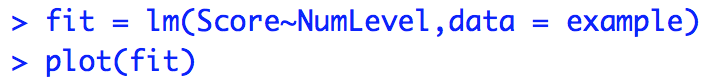 > fit = lm(Score~NumLevel,data = example)
> plot(fit)